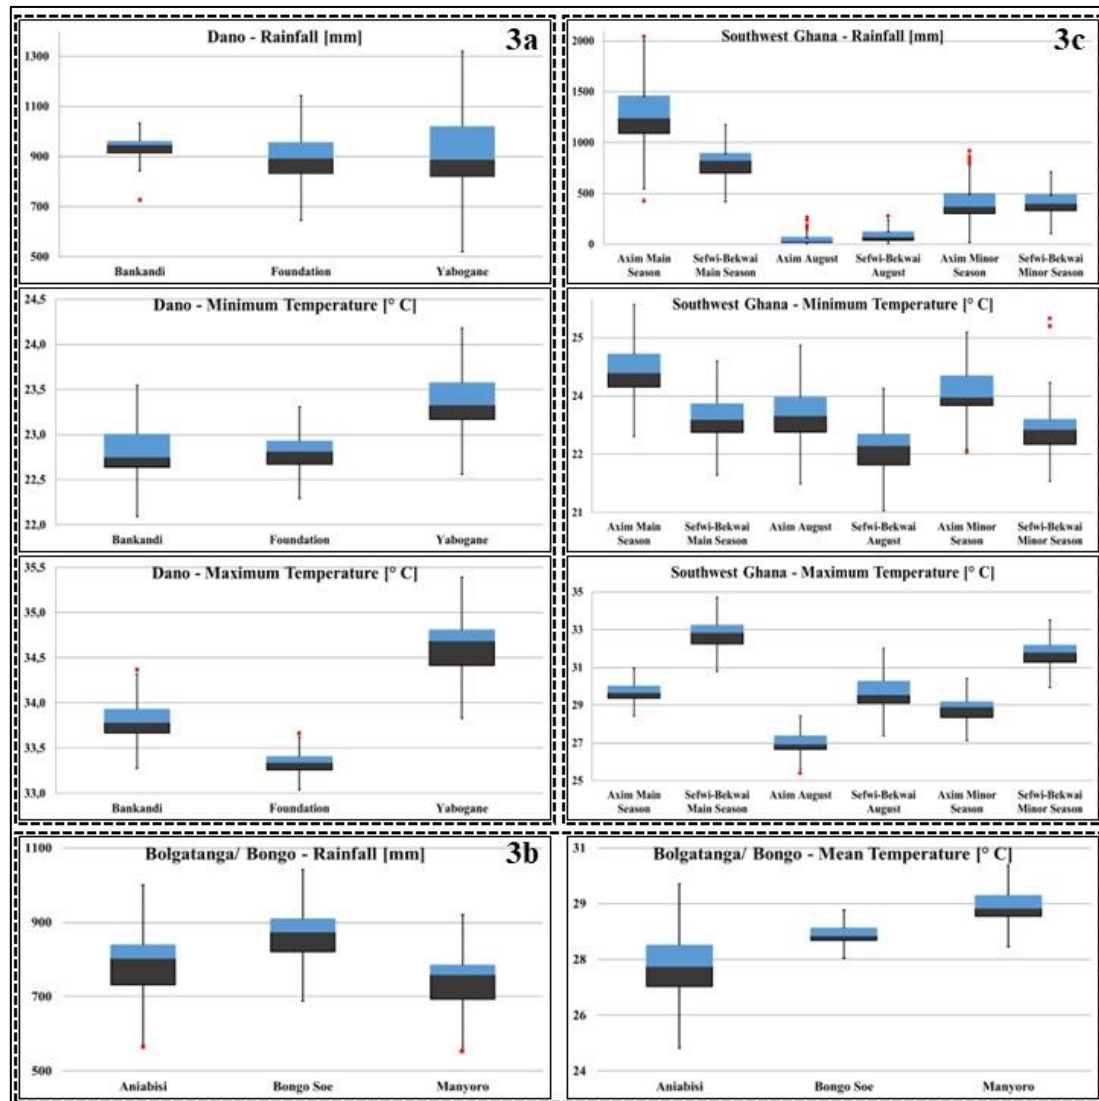 Dano - Rainfall [mm]
3a
1300
1100
900
700
500
Bankandi
Foundation
Yabogane
Dano - Minimum Temperature [° C]
24,5
24,0
23,5
23,0
22,5
22,0
Bankandi
Foundation
Yabogane
Dano - Maximum Temperature [° C]
35,5
35,0
34,5
34,0
33,5
33,0
Bankandi
Foundation
Yabogane
Southwest Ghana - Rainfall [mm]
3c
2000
1500
1000
500
0
Axim Main
Season
Sefwi-Bekwai
Main Season
Axim August
Sefwi-Bekwai
August
Axim Minor
Season
Sefwi-Bekwai
Minor Season
Southwest Ghana - Minimum Temperature [° C]
25
24
22
21
Axim Main
Season
Sefwi-Bekwai
Main Season
Axim August
Sefwi-Bekwai
August
Axim Minor
Season
Sefwi-Bekwai
Minor Season
Southwest Ghana - Maximum Temperature [° C]
35
33
31
29
27
25
Axim Main
Season
Sefwi-Bekwai
Main Season
Axim August
Sefwi-Bekwai
August
Axim Minor
Season
Sefwi-Bekwai
Minor Season
Bolgatanga/ Bongo - Rainfall [mm]
3b
1100
900
700
500
Aniabisi
Bongo Soe
Manyoro
Bolgatanga/ Bongo - Mean Temperature [° C]
31
29
28
26
24
Aniabisi
Bongo Soe
Manyoro